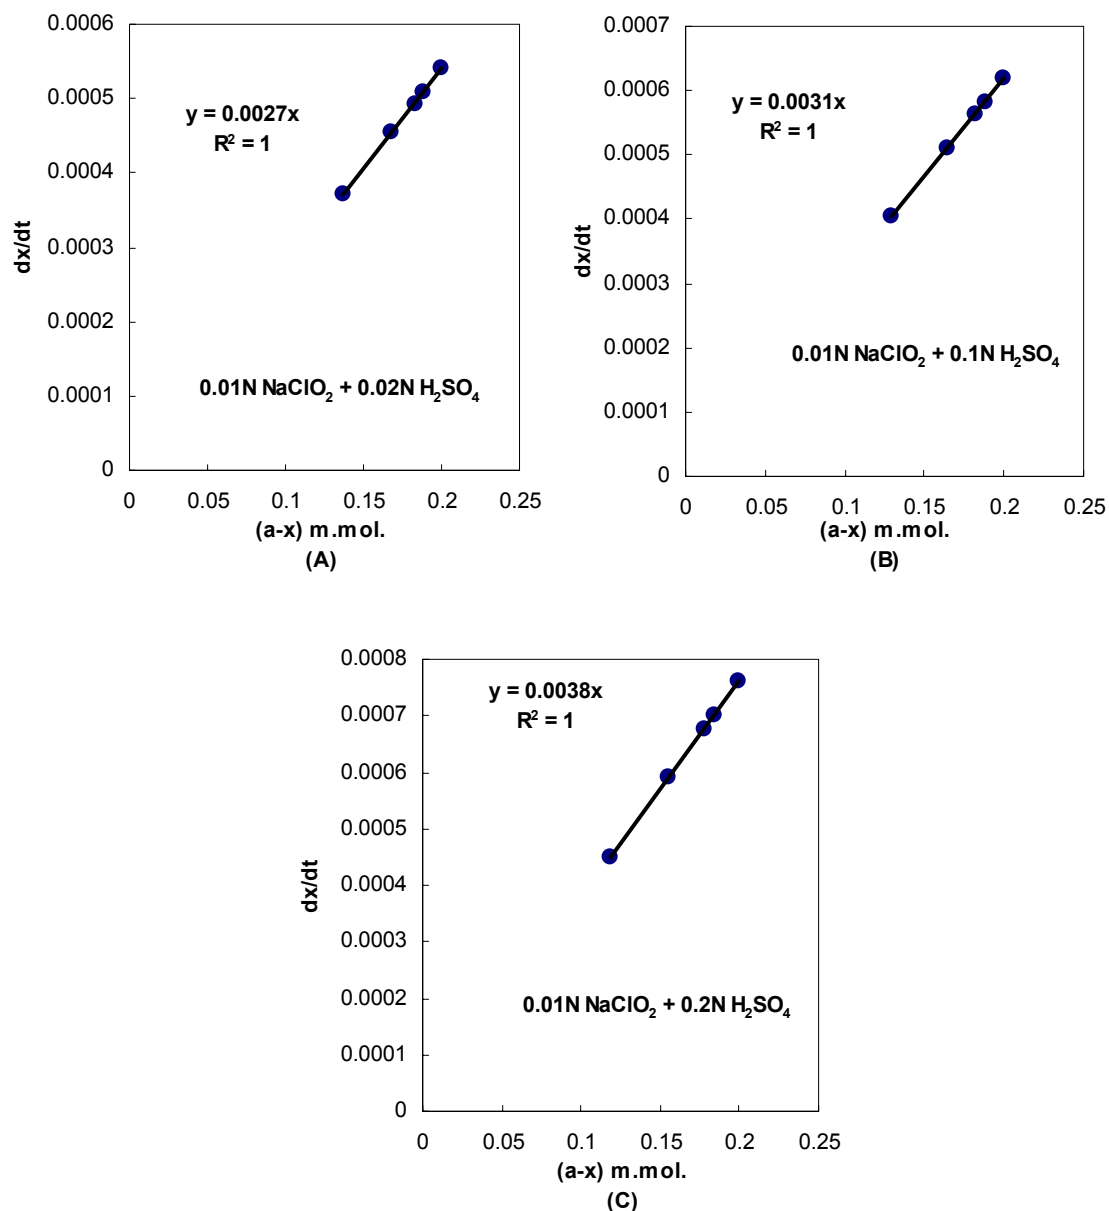 0.0006
0.0005
0.0004
0.0003
0.0002
0.0001
0
dx/dt
y = 0.0027x
R² = 1
0.01N NaClO₂ + 0.02N H₂SO₄
0 0.05 0.1 0.15 0.2 0.25
(a-x) m.mol.
(A)
0.0007
0.0006
0.0005
0.0004
0.0003
0.0002
0.0001
0
dx/dt
y = 0.0031x
R² = 1
0.01N NaClO₂ + 0.1N H₂SO₄
0 0.05 0.1 0.15 0.2 0.25
(a-x) m.mol.
(B)
0.0008
0.0007
0.0006
0.0005
0.0004
0.0003
0.0002
0.0001
0
dx/dt
y = 0.0038x
R² = 1
0.01N NaClO₂ + 0.2N H₂SO₄
0 0.05 0.1 0.15 0.2 0.25
(a-x) m.mol.
(C)